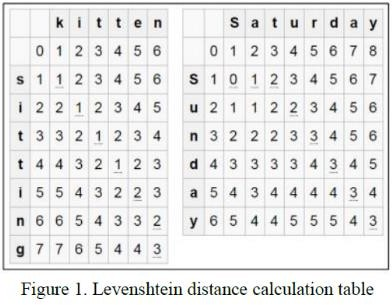 k i t t e n
0 1 2 3 4 5 6
s 1 1 2 3 4 5 6
i 2 2 1 2 3 4 5
t 3 3 2 1 2 3 4
t 4 4 3 2 1 2 3
i 5 5 4 3 2 2 3
n 6 6 5 4 3 3 2
g 7 7 6 5 4 4 3
S a t u r d a y
0 1 2 3 4 5 6 7 8
S 1 0 1 2 3 4 5 6 7
u 2 1 1 2 2 3 4 5 6
n 3 2 2 2 3 3 4 5 6
d 4 3 3 3 3 4 3 4 5
a 5 4 3 4 4 4 4 3 4
y 6 5 4 4 5 5 5 4 3
Figure 1. Levenshtein distance calculation table